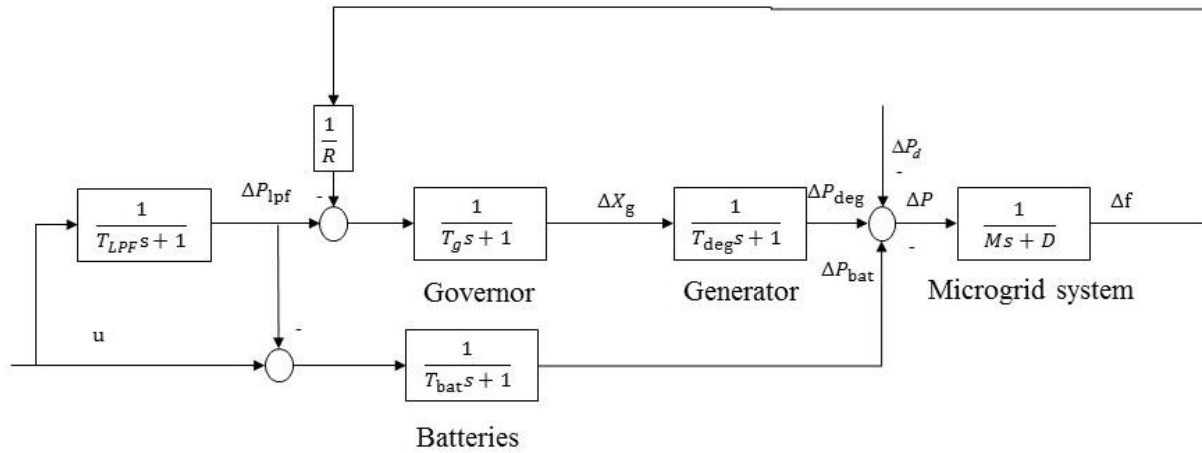 1
R
ΔP_d
-
ΔP_lpf
-
ΔX_g
ΔP_deg
ΔP
Δf
1
T_LPF s + 1
1
T_g s + 1
1
T_deg s + 1
1
Ms + D
-
ΔP_bat
Governor
Generator
Microgrid system
u
-
1
T_bat s + 1
Batteries